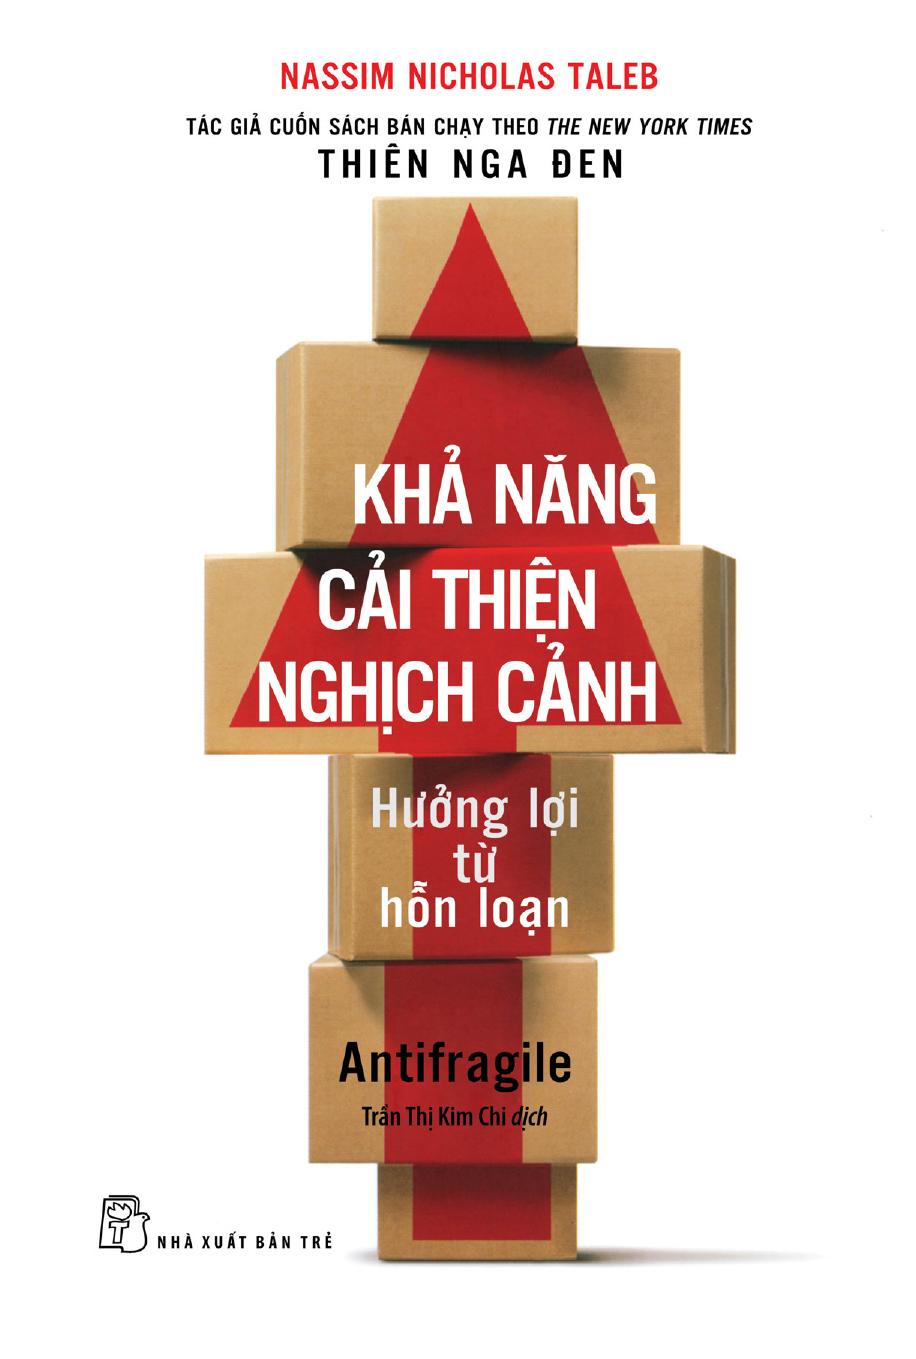 NASSIM NICHOLAS TALEB
TÁC GIẢ CUỐN SÁCH BÁN CHẠY THEO THE NEW YORK TIMES
THIÊN NGA ĐEN
KHẢ NĂNG
CẢI THIỆN
NGHỊCH CẢNH
Hưởng lợi
từ
hỗn loạn
Antifragile
Trần Thị Kim Chi dịch
T
NHÀ XUẤT BẢN TRẺ